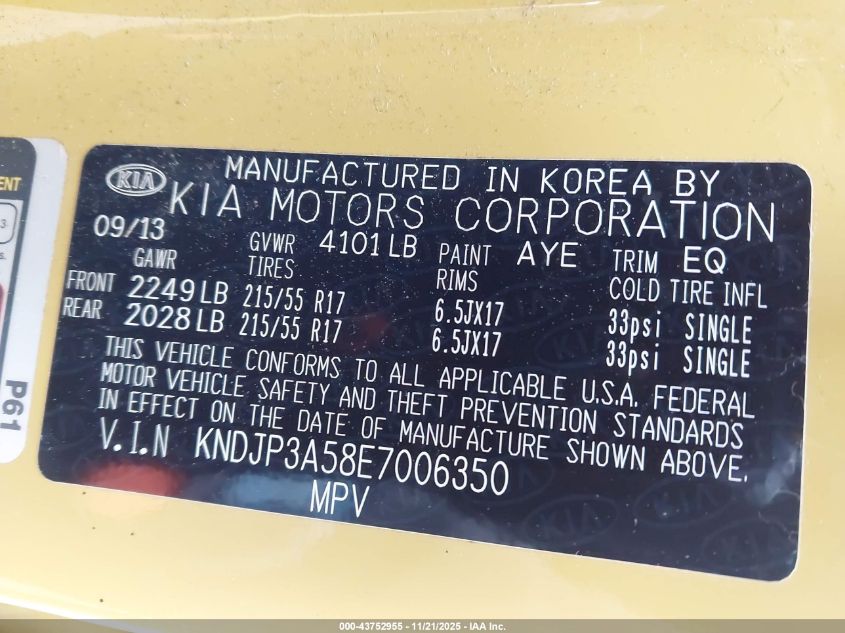 ENT
3
s.
P61
KIA
MANUFACTURED IN KOREA BY
KIA MOTORS CORPORATION
09/13 GVWR 4101 LB PAINT AYE TRIM EQ
GAWR TIRES RIMS COLD TIRE INFL
FRONT 2249 LB 215/55 R17 6.5JX17 33psi SINGLE
REAR 2028 LB 215/55 R17 6.5JX17 33psi SINGLE
THIS VEHICLE CONFORMS TO ALL APPLICABLE U.S.A. FEDERAL
MOTOR VEHICLE SAFETY AND THEFT PREVENTION STANDARDS
IN EFFECT ON THE DATE OF MANUFACTURE SHOWN ABOVE.
V.I.N KNDJP3A58E7006350
MPV
000-43752955 - 11/21/2025 - IAA Inc.